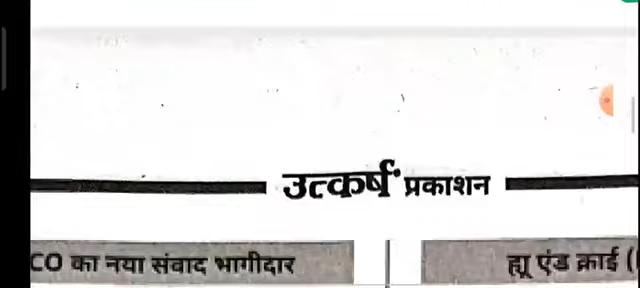 उत्कर्ष प्रकाशन
CO का नया संवाद भागीदार
ह्यू एंड क्राई (